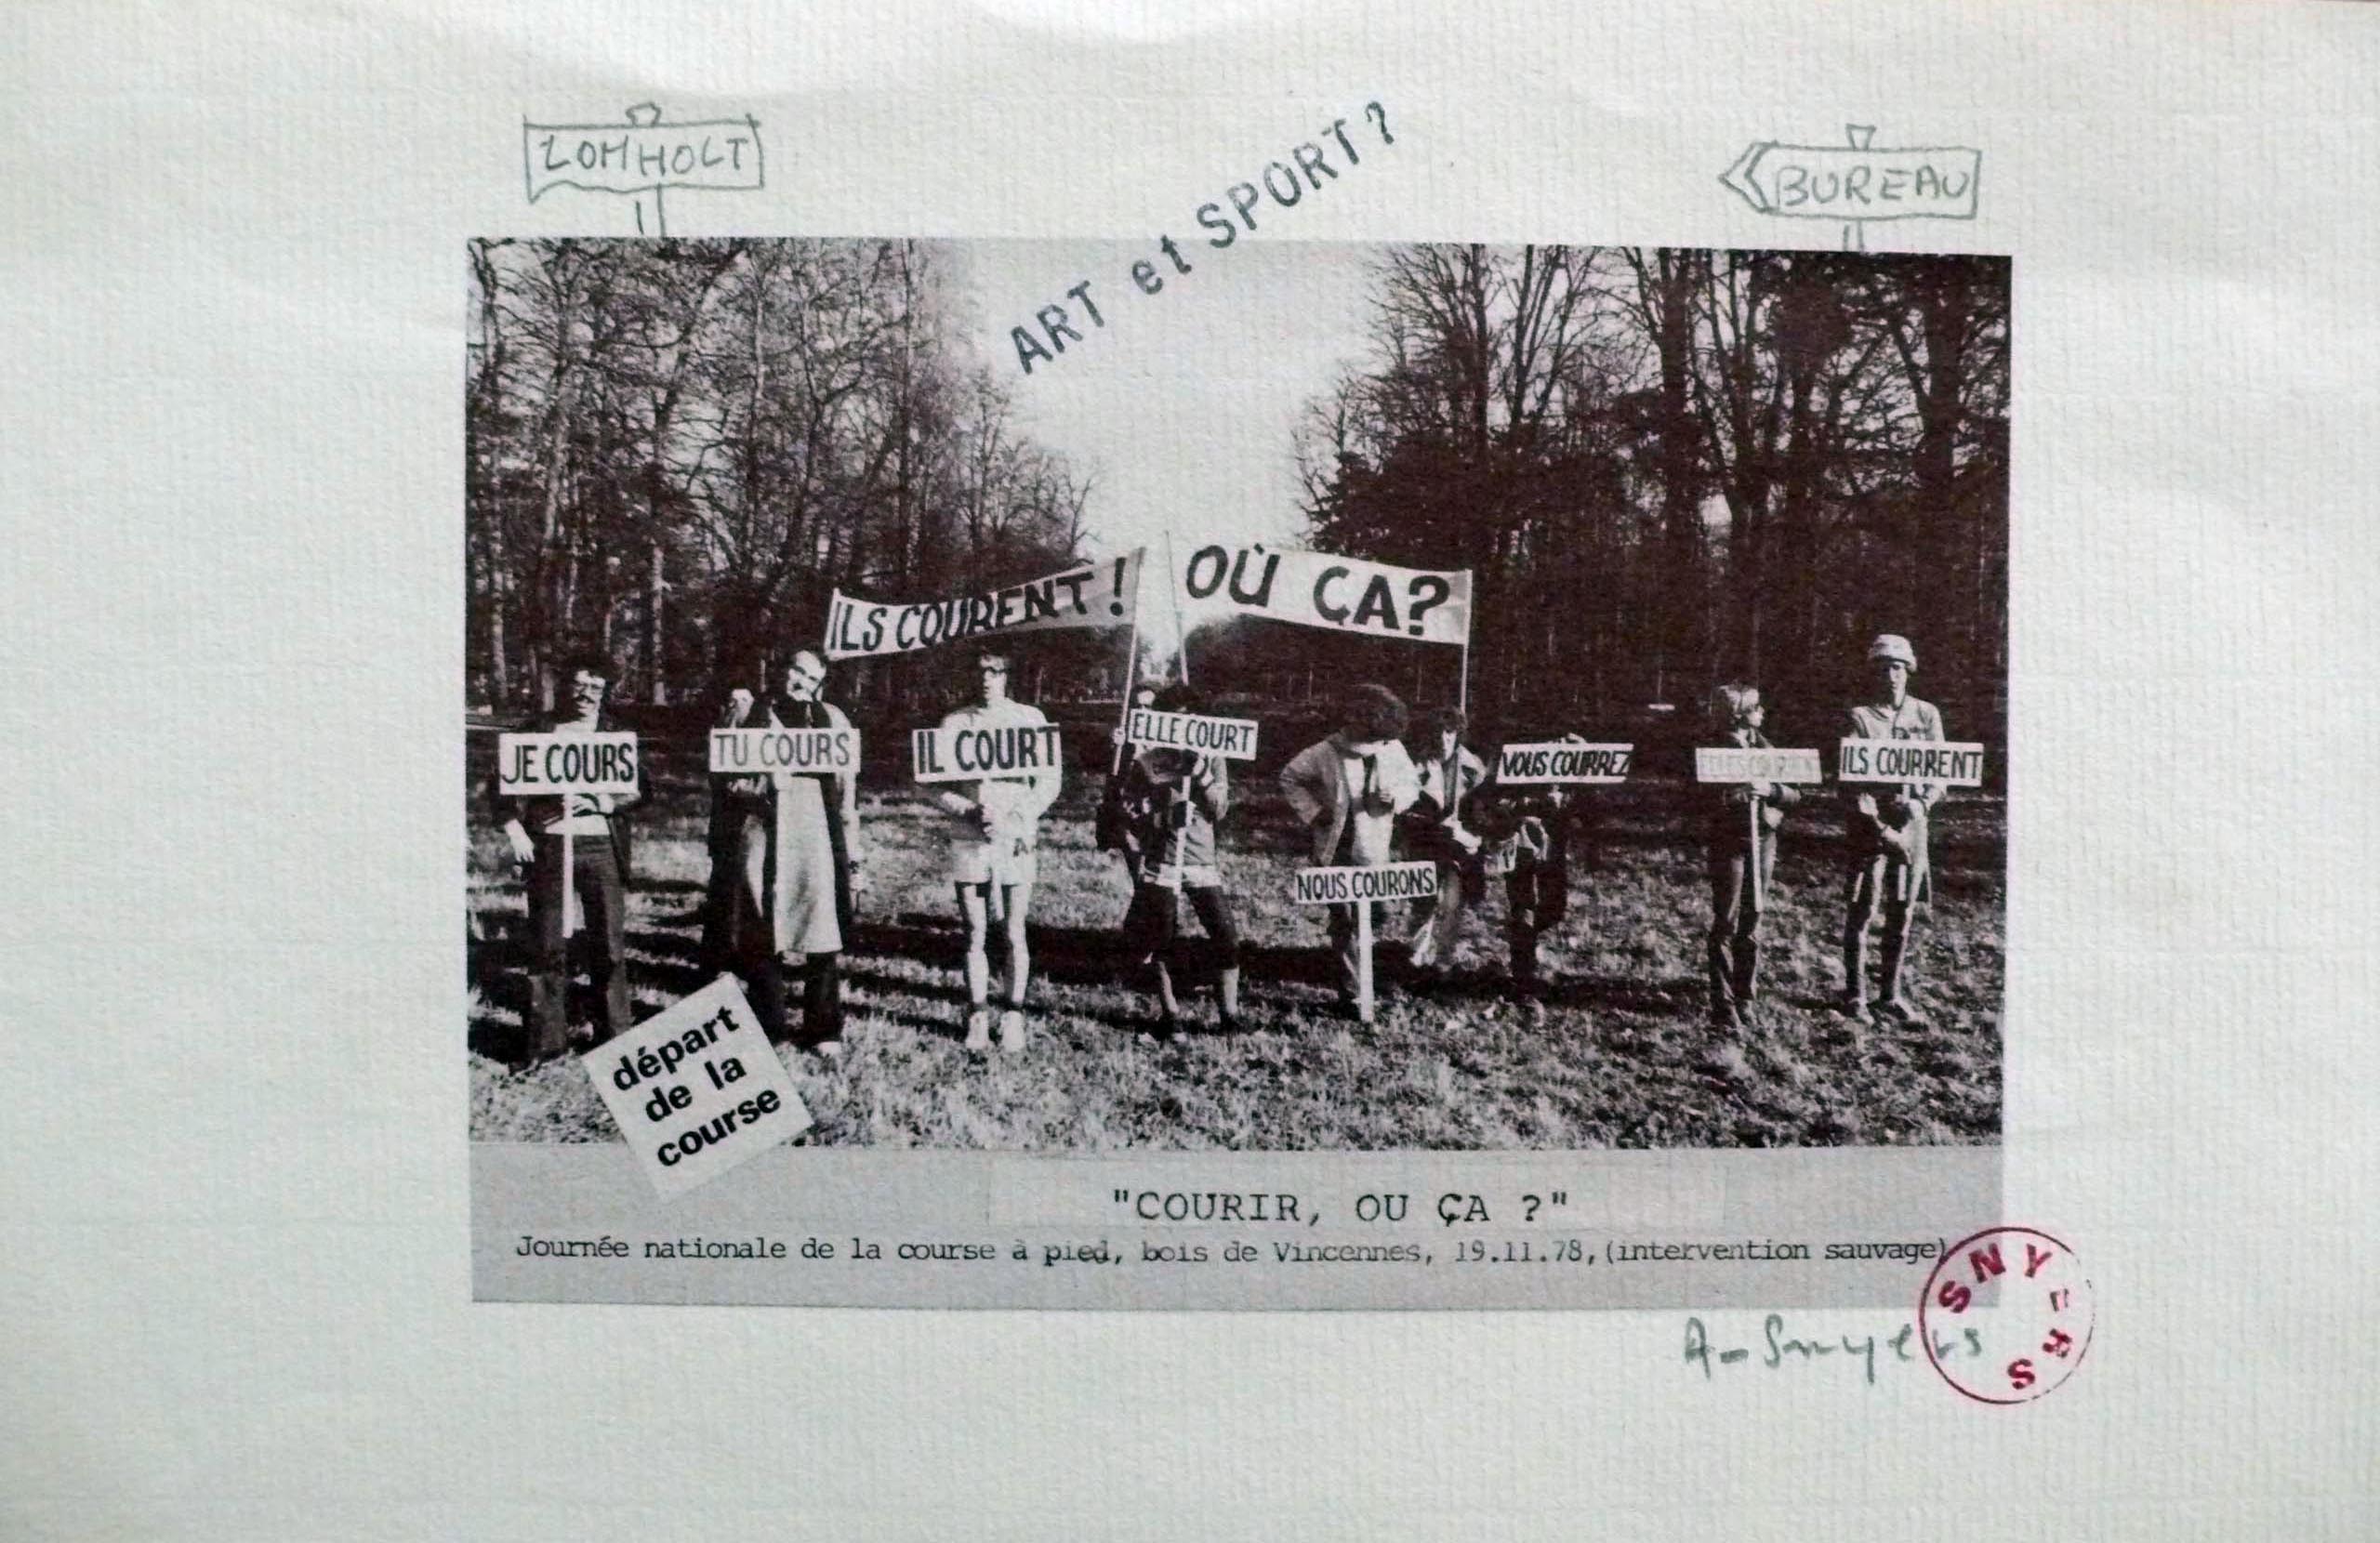 LOMHOLT
BUREAU
ART et SPORT?
ILS COURENT!
OÙ ÇA?
JE COURS
TU COURS
IL COURT
ELLE COURT
NOUS COURONS
VOUS COURREZ
ILS COURRENT
départ
de la
course
"COURIR, OU ÇA ?"
Journée nationale de la course à pied, bois de Vincennes, 19.11.78, (intervention sauvage)
SNYERS
A-Snyers